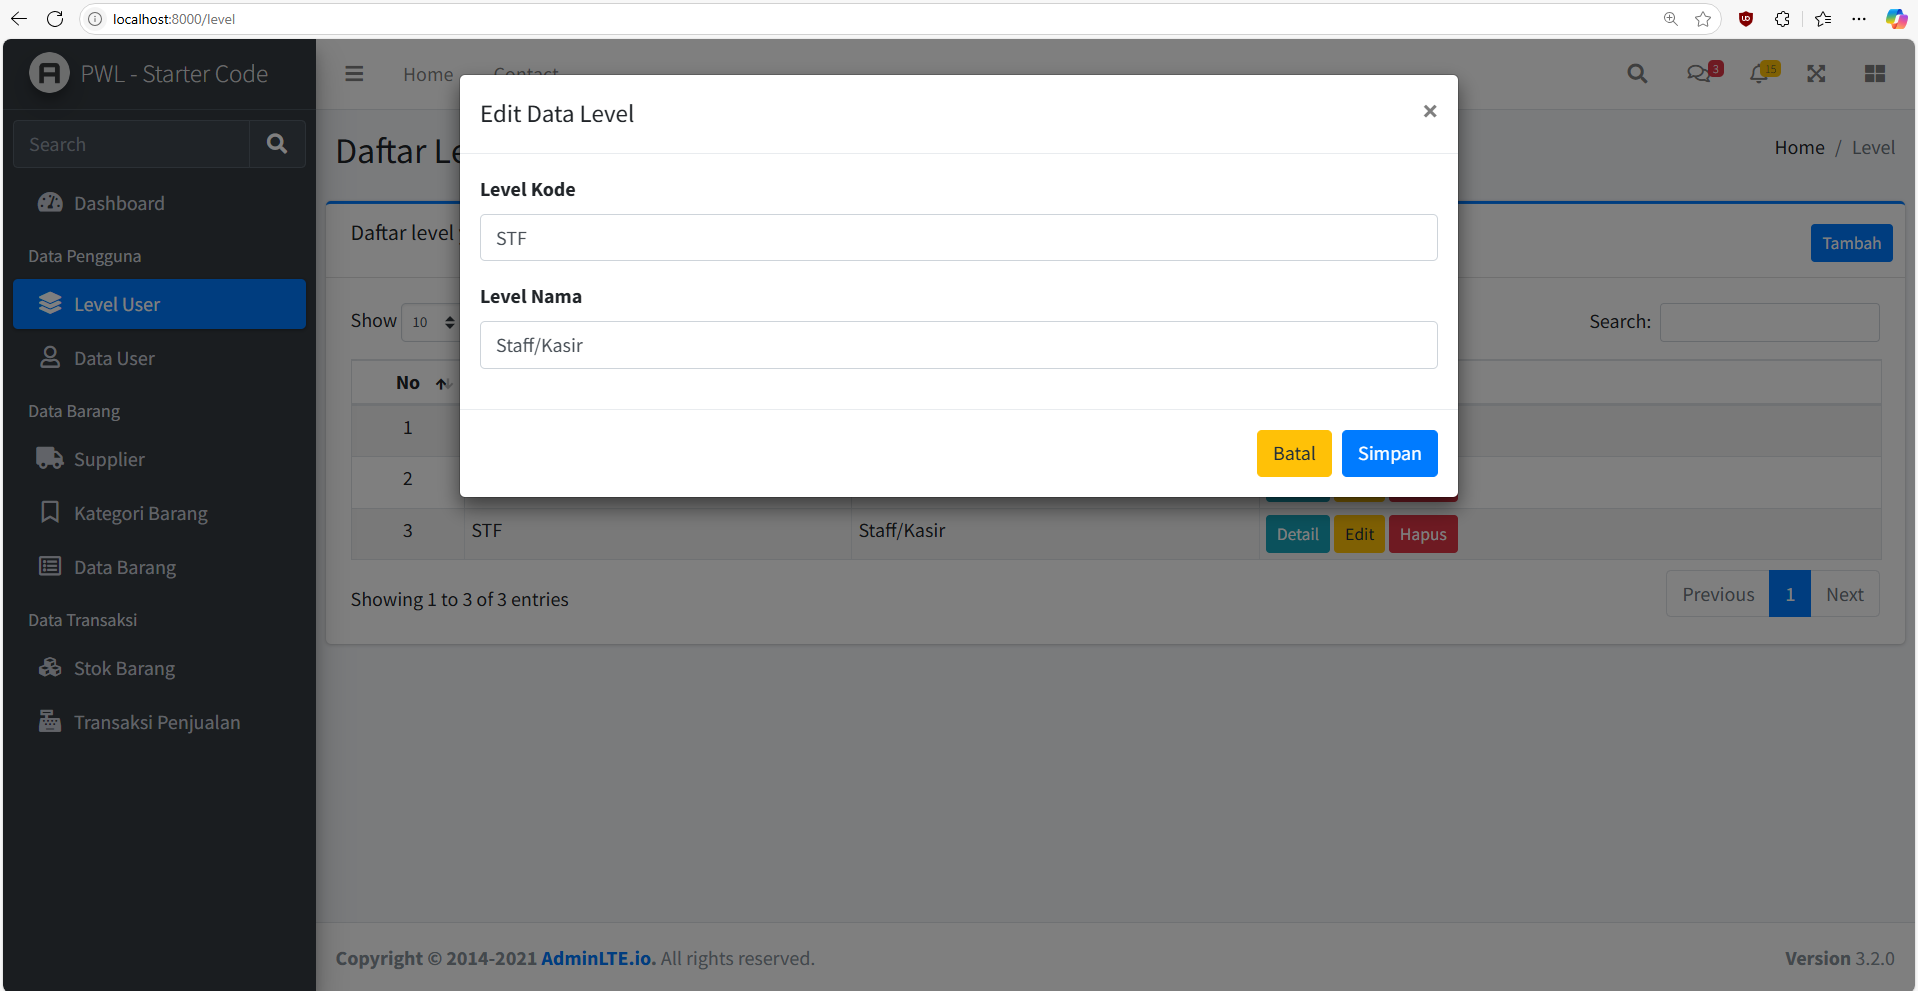 localhost:8000/level
PWL - Starter Code
Home
Contact
3
15
Edit Data Level
×
Search
Daftar Le
Home / Level
Level Kode
STF
Dashboard
Data Pengguna
Daftar level
Tambah
Level User
Level Nama
Staff/Kasir
Show 10
Search:
Data User
No
Data Barang
1
Batal
Simpan
Supplier
2
Kategori Barang
3 STF Staff/Kasir Detail Edit Hapus
Data Barang
Showing 1 to 3 of 3 entries
Previous 1 Next
Data Transaksi
Stok Barang
Transaksi Penjualan
Copyright © 2014-2021 AdminLTE.io. All rights reserved.
Version 3.2.0